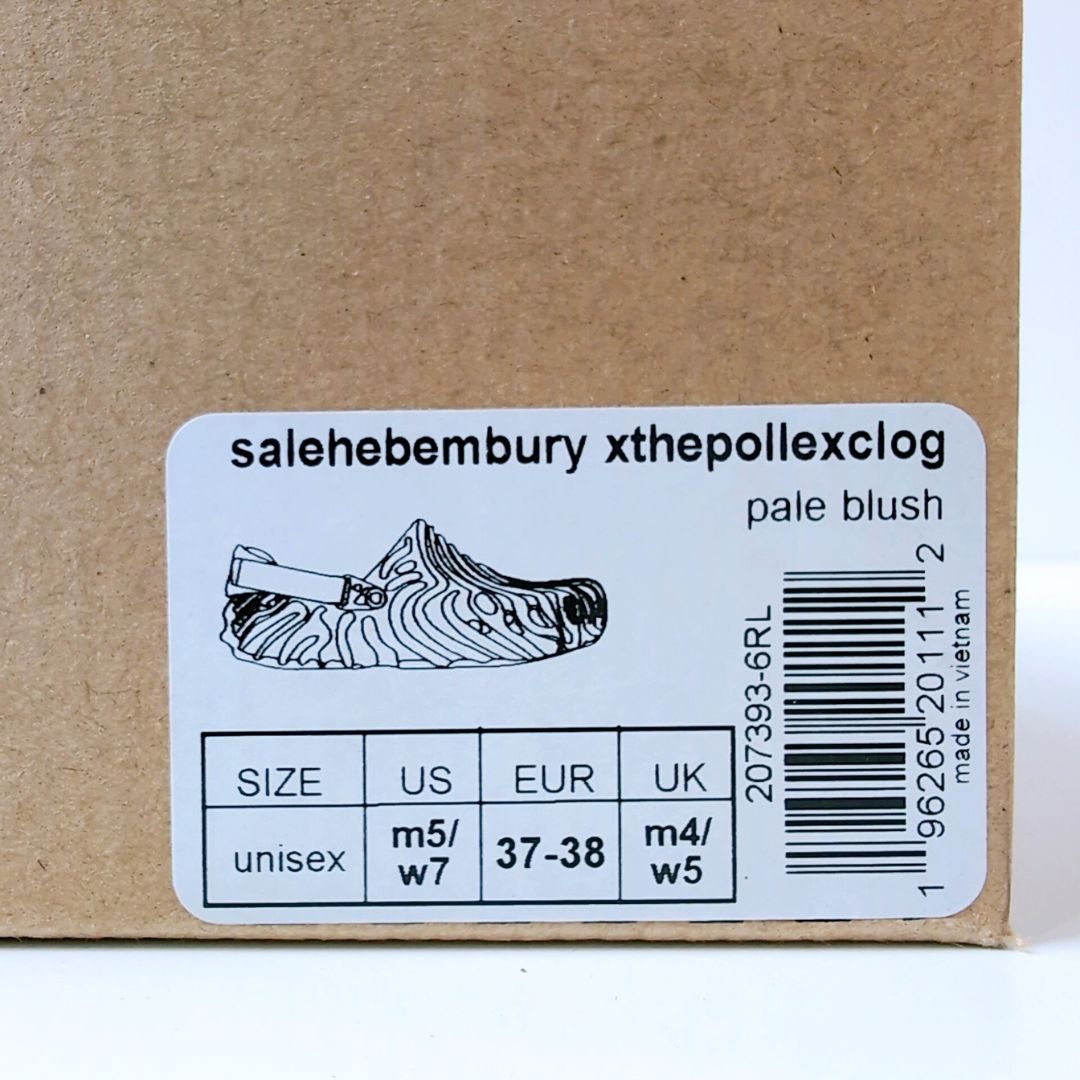 salehebembury xthepollexclog
pale blush
SIZE US EUR UK
unisex m5/ w7 37-38 m4/ w5
207393-6RL
1 96265 20111 2
made in vietnam